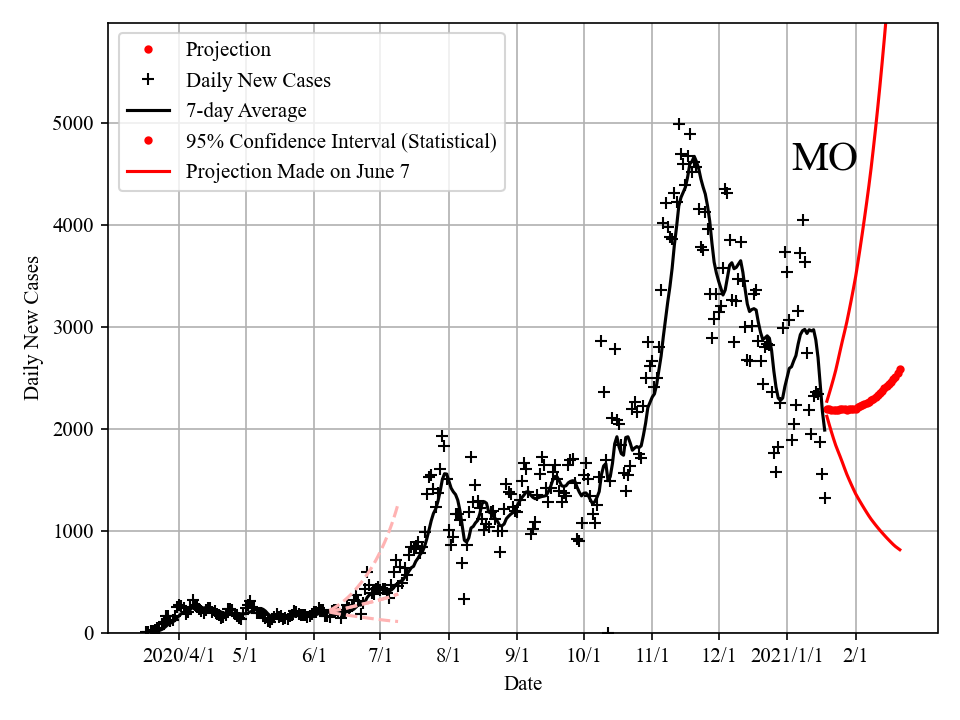 Projection
Daily New Cases
7-day Average
95% Confidence Interval (Statistical)
Projection Made on June 7
MO
5000
4000
3000
2000
1000
0
Daily New Cases
2020/4/1 5/1 6/1 7/1 8/1 9/1 10/1 11/1 12/1 2021/1/1 2/1
Date